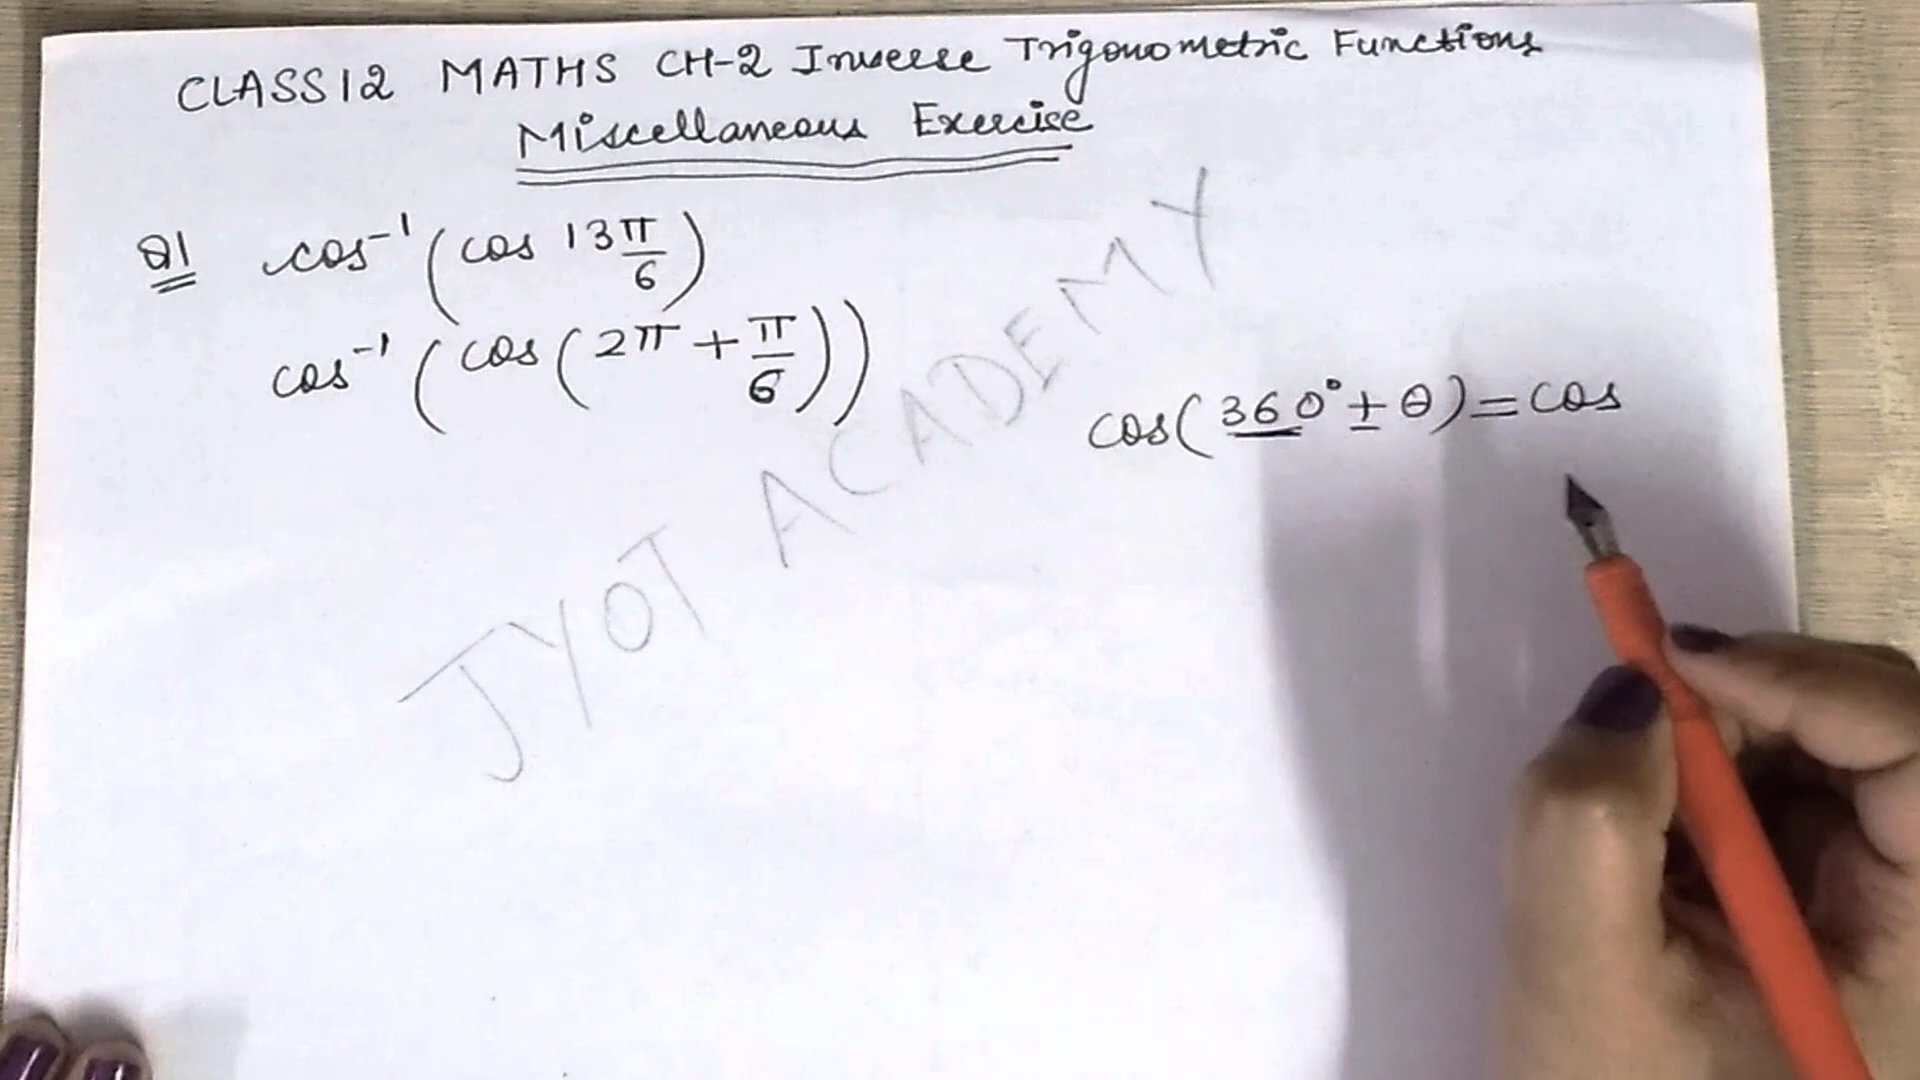 CLASS 12 MATHS CH-2 Inverse Trigonometric Functions
Miscellaneous Exercise
Q1 cos⁻¹(cos 13π/6)
cos⁻¹(cos(2π + π/6))
cos(360° ± θ) = cos
JYOT ACADEMY